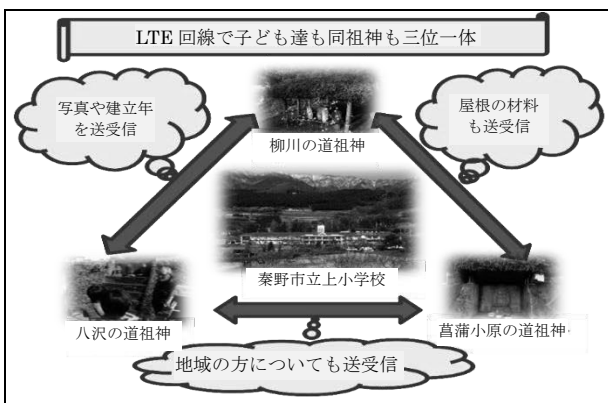 LTE 回線で子ども達も同祖神も三位一体
写真や建立年
を送受信
屋根の材料
も送受信
柳川の道祖神
秦野市立上小学校
八沢の道祖神
菖蒲小原の道祖神
地域の方についても送受信